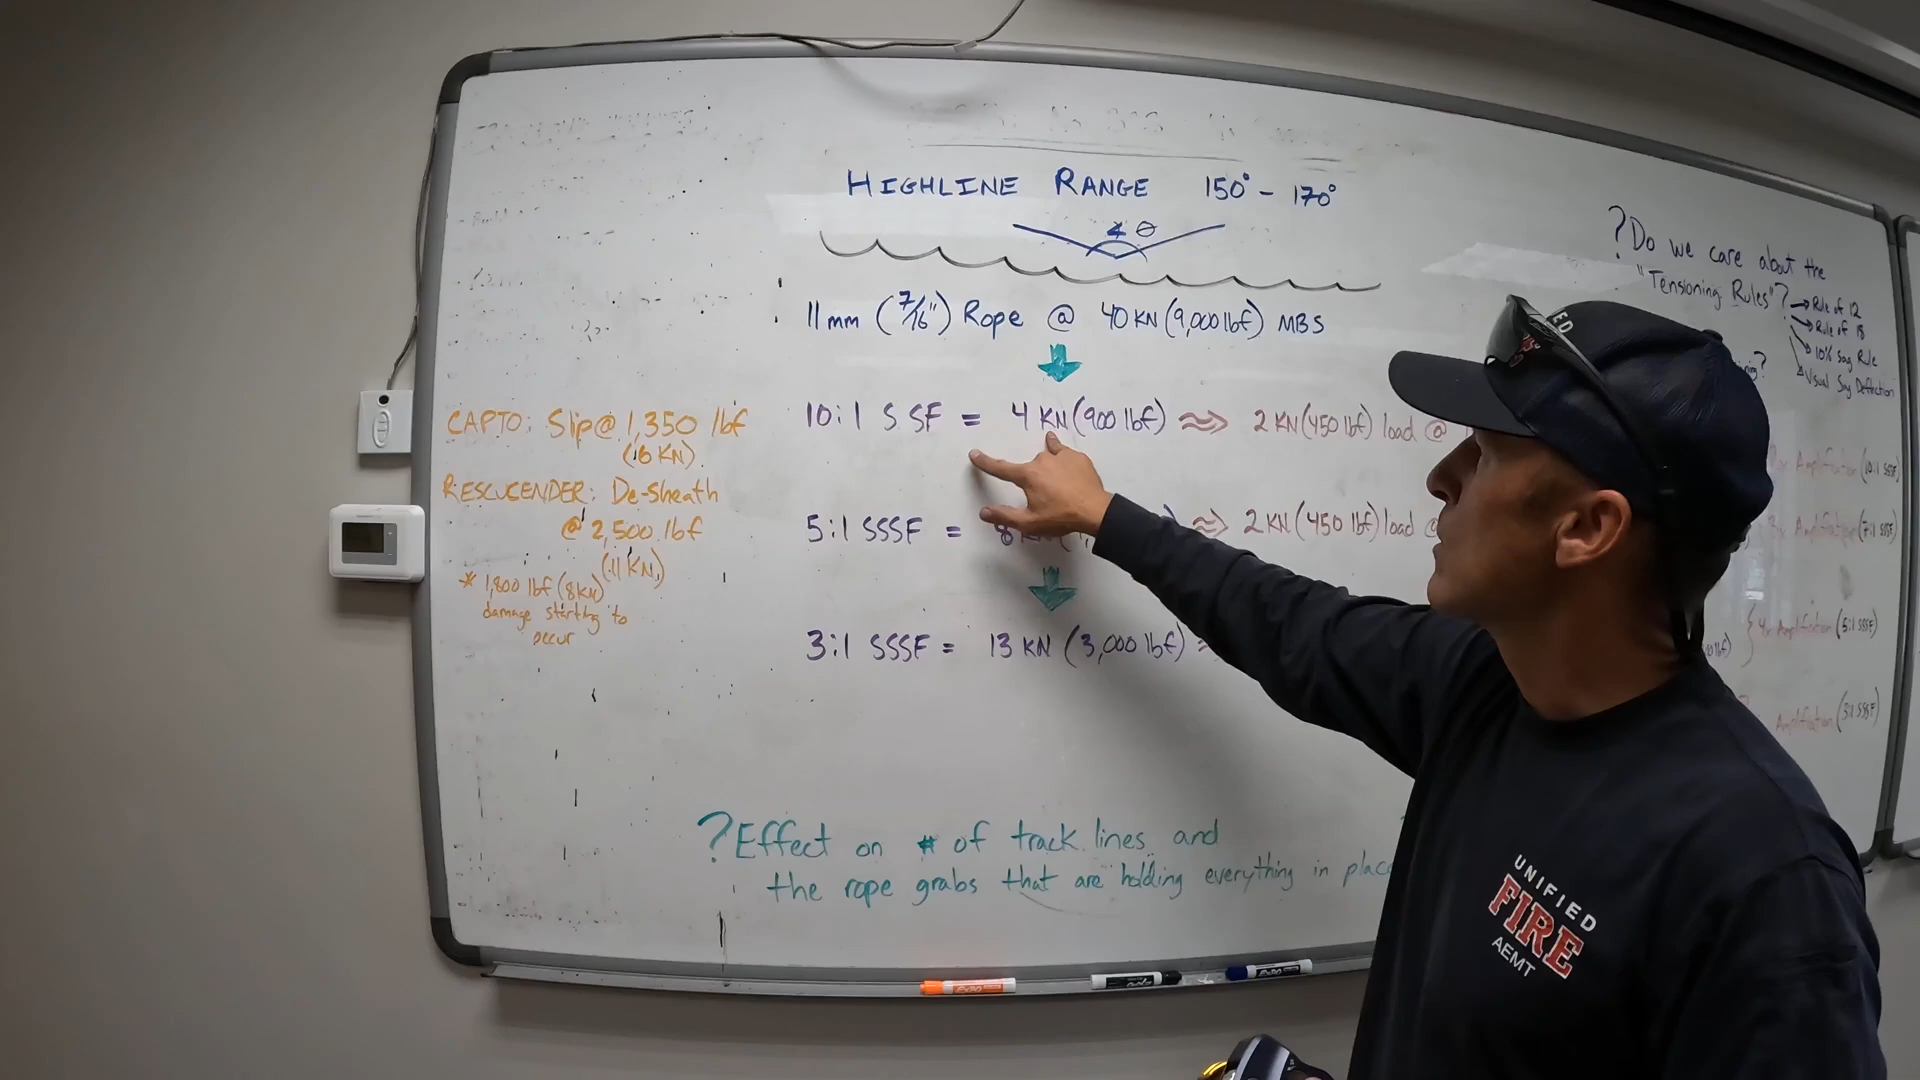 HIGHLINE RANGE 150° - 170°
∡ θ
11mm (7/16") Rope @ 40 KN (9,000 lbf) MBS
10:1 SSF = 4 KN (900 lbf) ≈> 2 KN (450 lbf) load @
5:1 SSSF = 8 KN ≈> 2 KN (450 lbf) load @
3:1 SSSF = 13 KN (3,000 lbf)
CAPTO: Slip @ 1,350 lbf
(6 KN)
RESCUCENDER: De-Sheath
@ 2,500 lbf
(11 KN)
* 1,800 lbf (8KN)
damage starting to
occur
? Effect on # of track lines and
the rope grabs that are holding everything in place
? Do we care about the
"Tensioning Rules"?
→ Rule of 12
→ Rule of 18
→ 10% Sag Rule
→ Visual Sag Deflection
Amplification (10:1 SSF)
Amplification (7:1 SSSF)
4x Amplification (5:1 SSSF)
Amplification (3:1 SSSF)
UNIFIED
FIRE
AEMT
EXPO
EXPO
EXPO